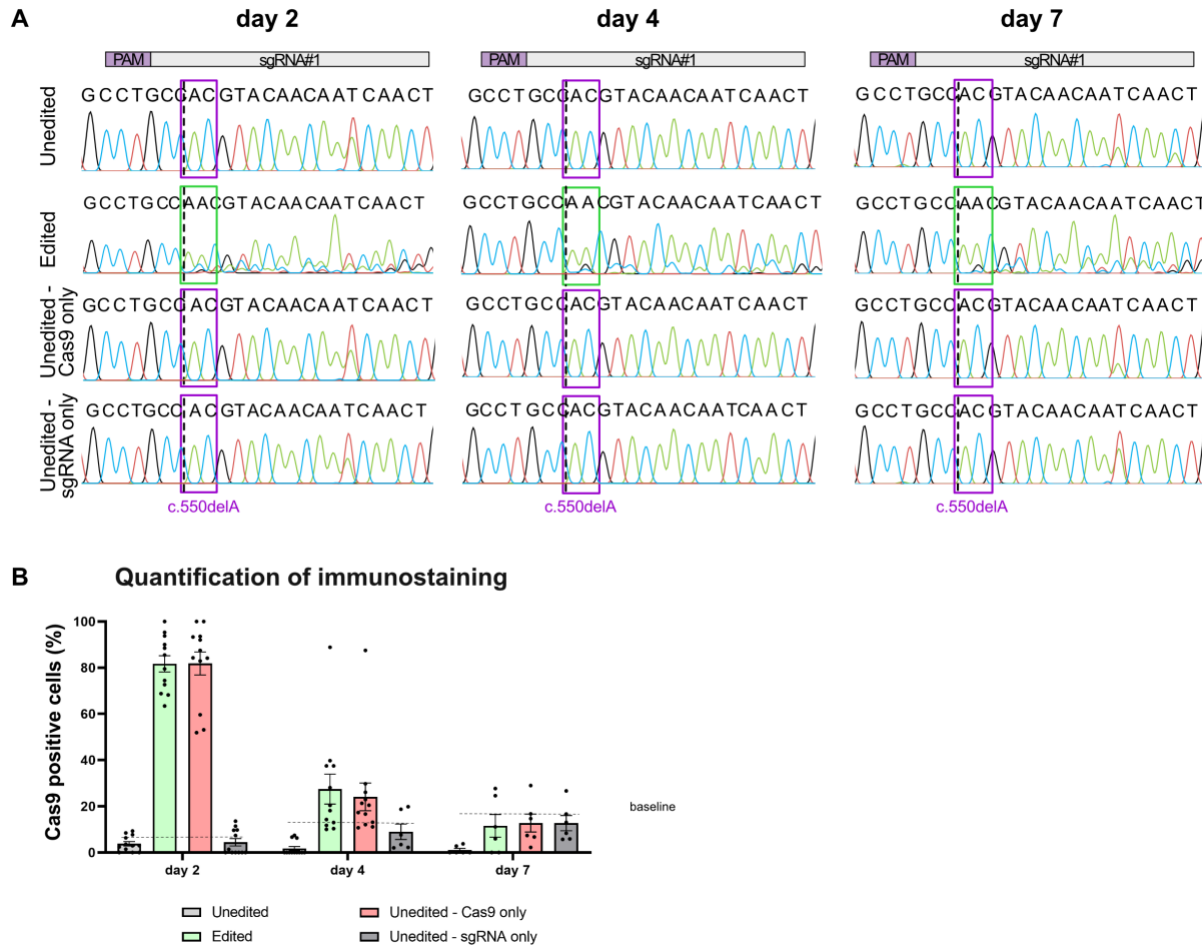 A
day 2 day 4 day 7
PAM sgRNA#1 PAM sgRNA#1 PAM sgRNA#1
Unedited
GCCTGCCACGTACAACAATCAACT GCCTGCCACGTACAACAATCAACT GCCTGCCACGTACAACAATCAACT
Edited
GCCTGCCAACGTACAACAATCAACT GCCTGCCAACGTACAACAATCAACT GCCTGCCAACGTACAACAATCAACT
Unedited -
Cas9 only
GCCTGCCACGTACAACAATCAACT GCCTGCCACGTACAACAATCAACT GCCTGCCACGTACAACAATCAACT
Unedited -
sgRNA only
GCCTGCCACGTACAACAATCAACT GCCTGCCACGTACAACAATCAACT GCCTGCCACGTACAACAATCAACT
c.550delA c.550delA c.550delA
B
Quantification of immunostaining
Cas9 positive cells (%)
100
80
60
40
20
0
baseline
day 2 day 4 day 7
Unedited Unedited - Cas9 only
Edited Unedited - sgRNA only